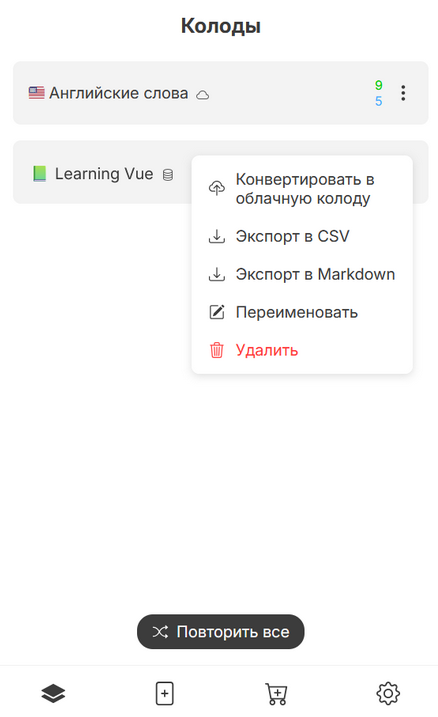 Колоды
Английские слова
9
5
Learning Vue
Конвертировать в
облачную колоду
Экспорт в CSV
Экспорт в Markdown
Переименовать
Удалить
Повторить все